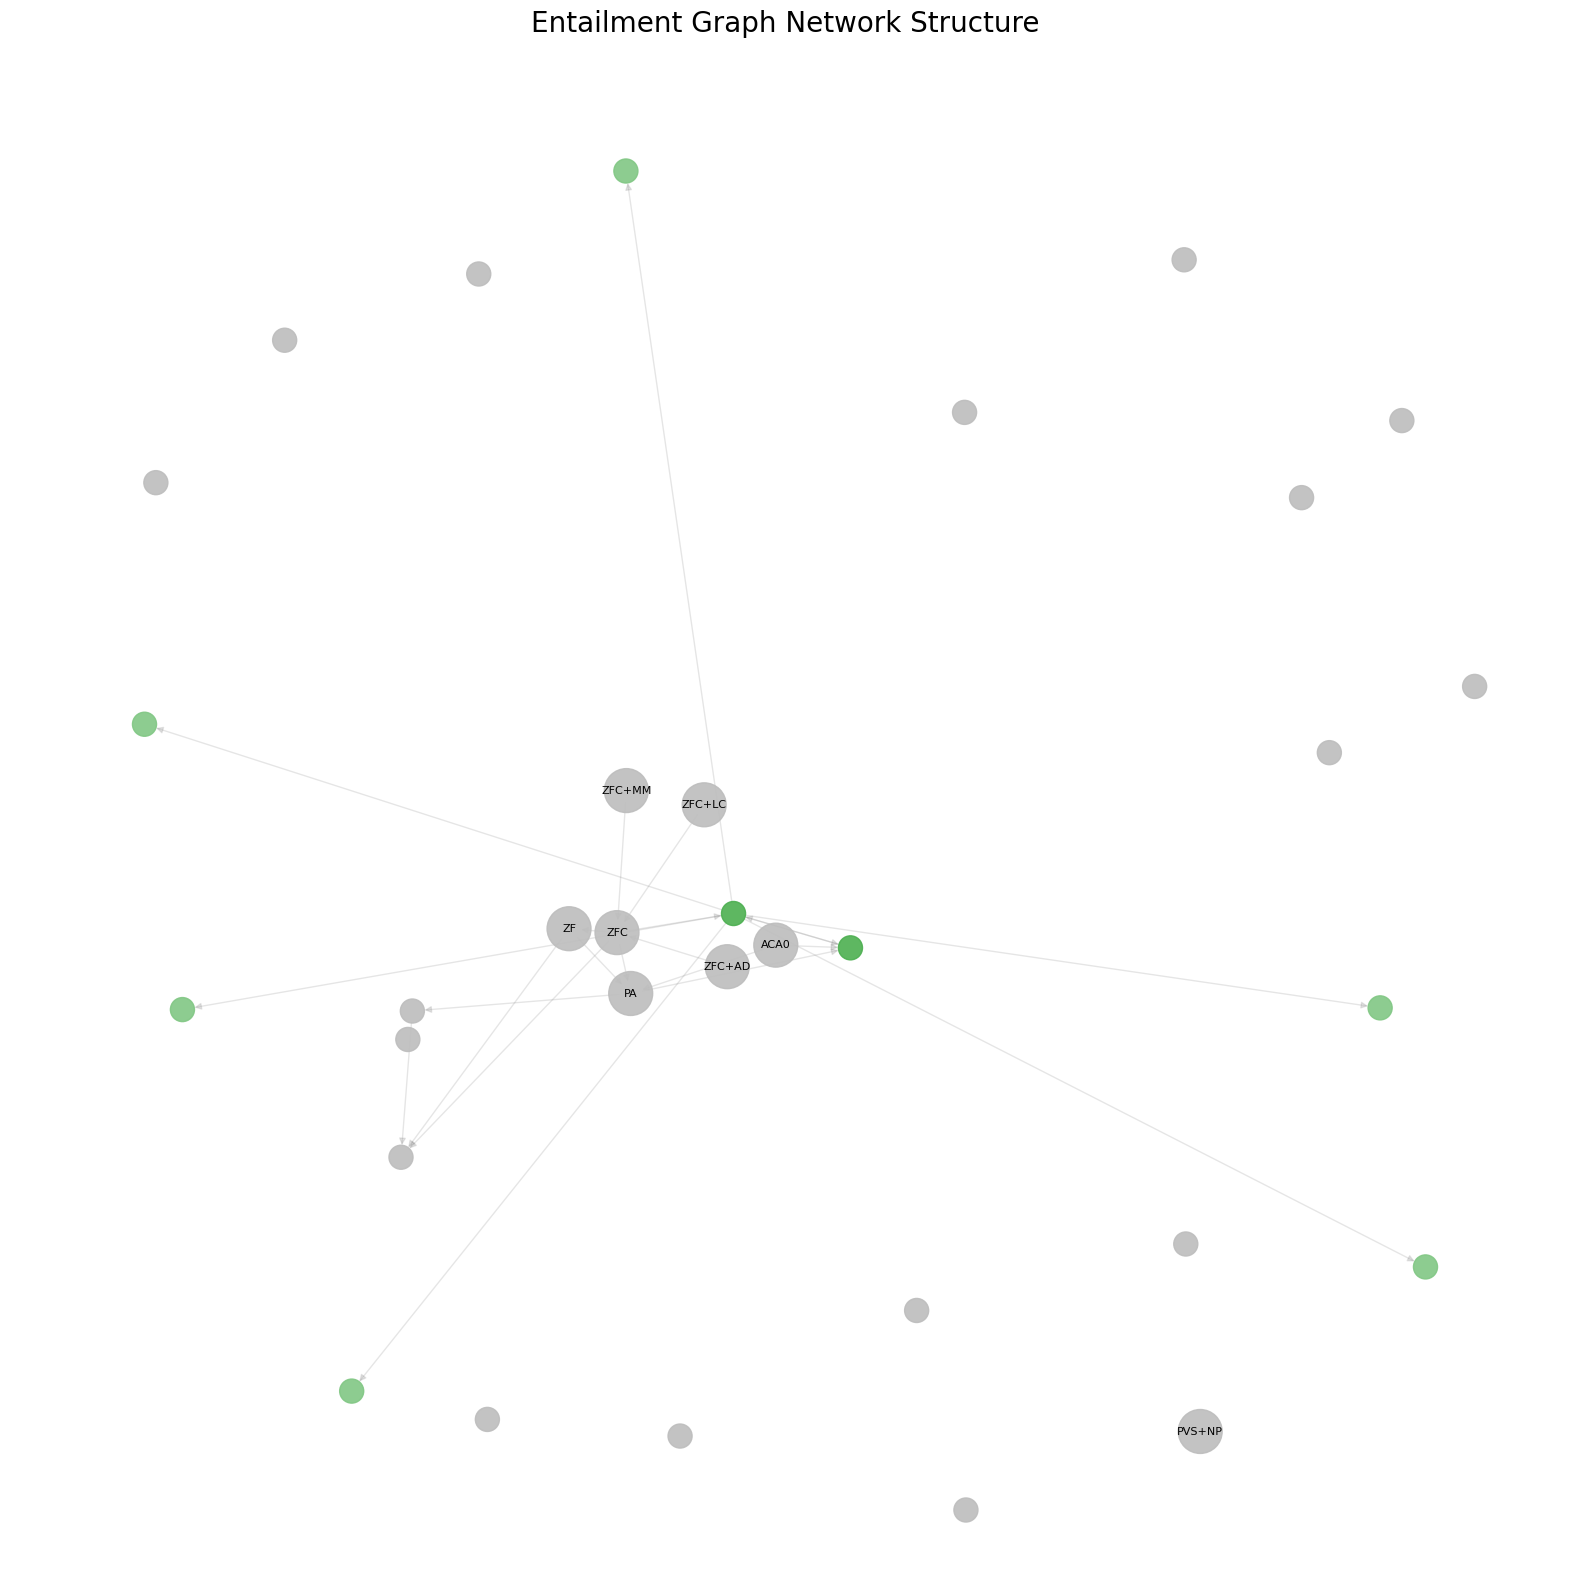 Entailment Graph Network Structure
ZFC+MM
ZFC+LC
ZF
ZFC
ACA0
ZFC+AD
PA
PVS+NP